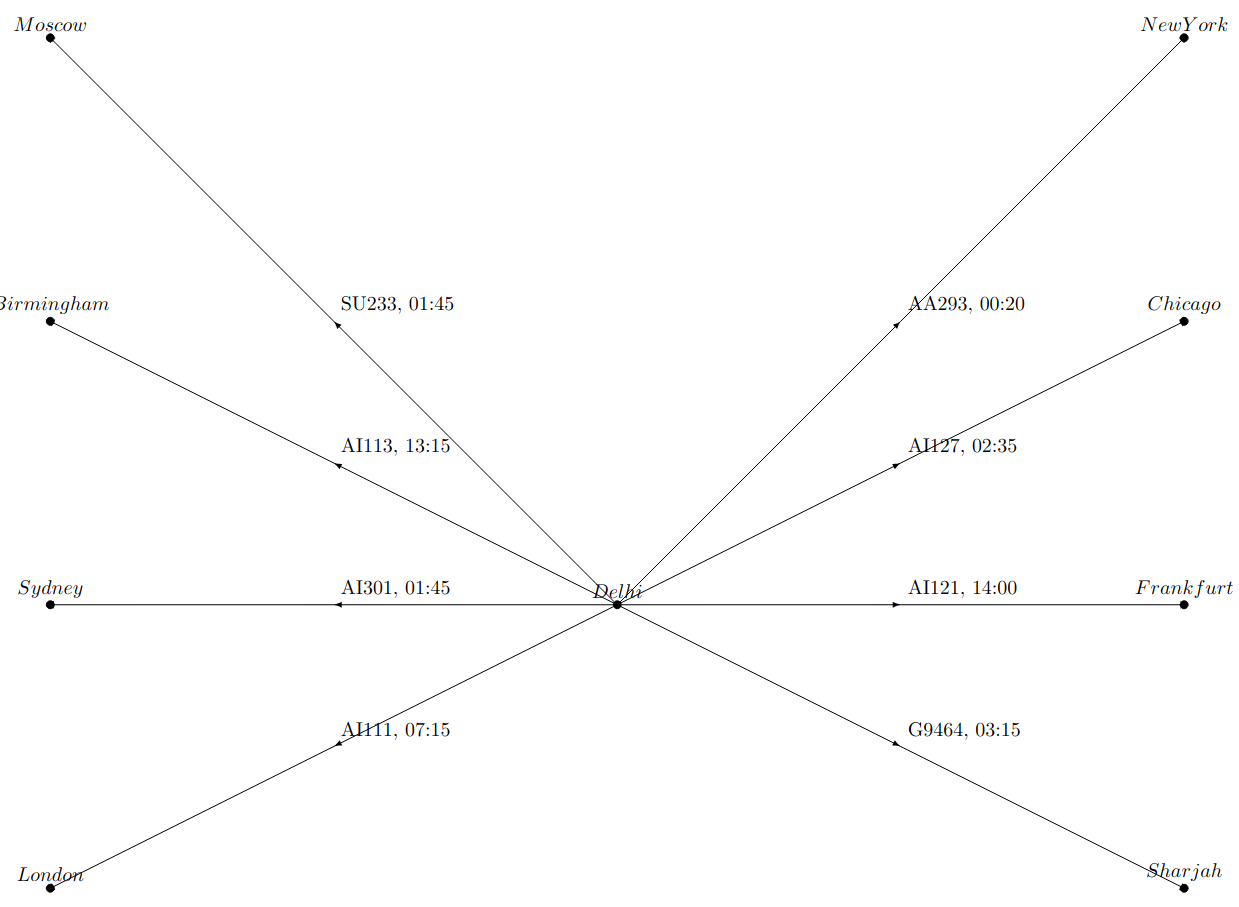 Moscow
NewYork
SU233, 01:45
AA293, 00:20
Birmingham
Chicago
AI113, 13:15
AI127, 02:35
Sydney
AI301, 01:45
Delhi
AI121, 14:00
Frankfurt
AI111, 07:15
G9464, 03:15
London
Sharjah